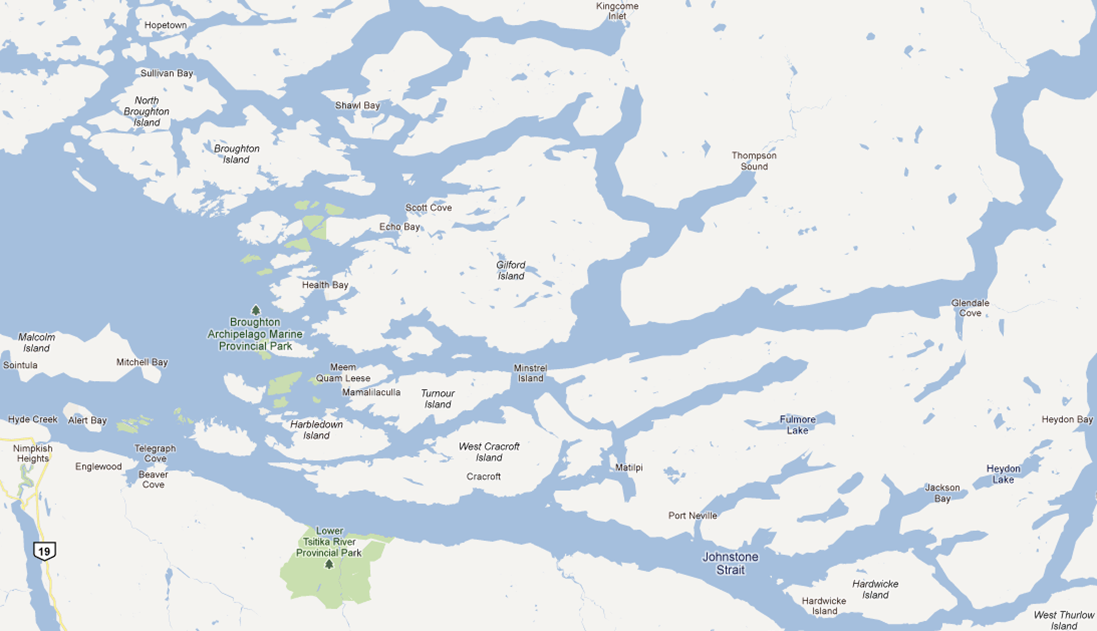 Kingcome
Inlet
Hopetown
Sullivan Bay
North
Broughton
Island
Shawl Bay
Broughton
Island
Thompson
Sound
Scott Cove
Echo Bay
Gilford
Island
Health Bay
Glendale
Cove
Broughton
Archipelago Marine
Provincial Park
Malcolm
Island
Sointula
Mitchell Bay
Meem
Quam Leese
Mamalilaculla
Minstrel
Island
Turnour
Island
Hyde Creek
Alert Bay
Harbledown
Island
Fulmore
Lake
Heydon Bay
Nimpkish
Heights
Englewood
Telegraph
Cove
Beaver
Cove
West Cracroft
Island
Cracroft
Matilpi
Heydon
Lake
Jackson
Bay
Port Neville
Lower
Tsitika River
Provincial Park
19
Johnstone
Strait
Hardwicke
Island
Hardwicke
Island
West Thurlow
Island